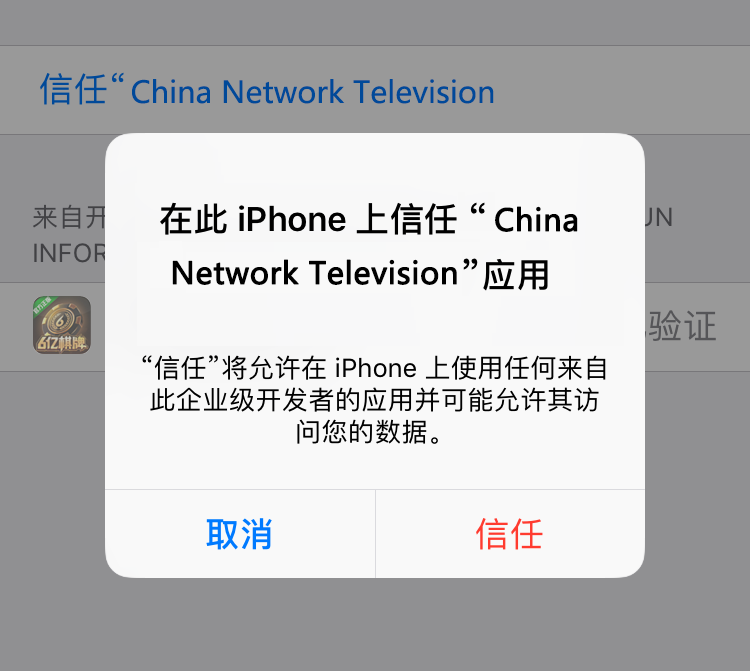 信任“China Network Television
在此 iPhone 上信任 “China
Network Television”应用
“信任”将允许在 iPhone 上使用任何来自
此企业级开发者的应用并可能允许其访
问您的数据。
取消
信任
来自开
UN
INFOR
6亿棋牌
验证